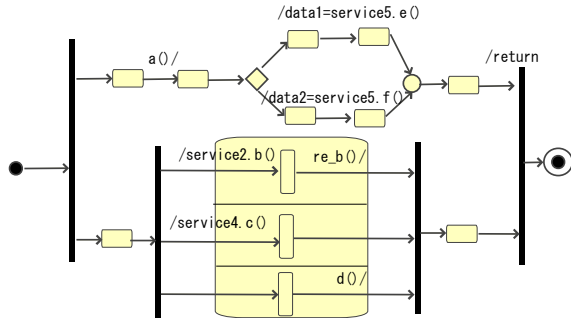 /data1=service5.e()
a()/
/return
/data2=service5.f()
/service2.b()
re_b()/
/service4.c()
d()/